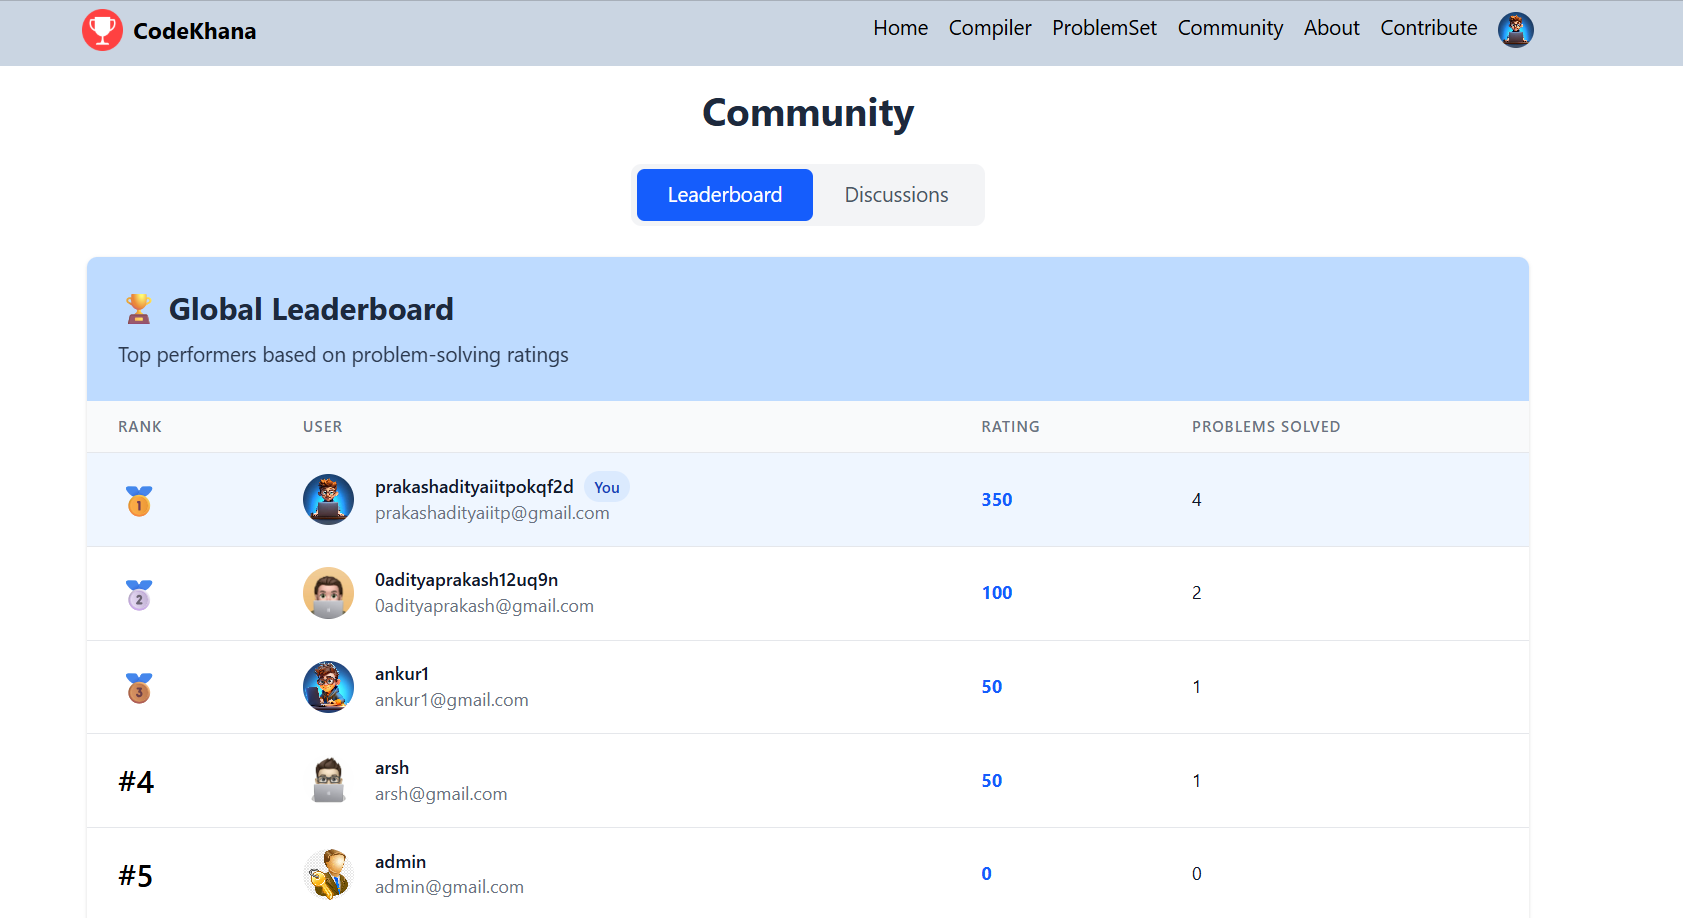 CodeKhana
Home Compiler ProblemSet Community About Contribute
Community
Leaderboard Discussions
Global Leaderboard
Top performers based on problem-solving ratings
RANK USER RATING PROBLEMS SOLVED
1 prakashadityaiitpokqf2d You 350 4
prakashadityaiitp@gmail.com
2 0adityaprakash12uq9n 100 2
0adityaprakash@gmail.com
3 ankur1 50 1
ankur1@gmail.com
#4 arsh 50 1
arsh@gmail.com
#5 admin 0 0
admin@gmail.com